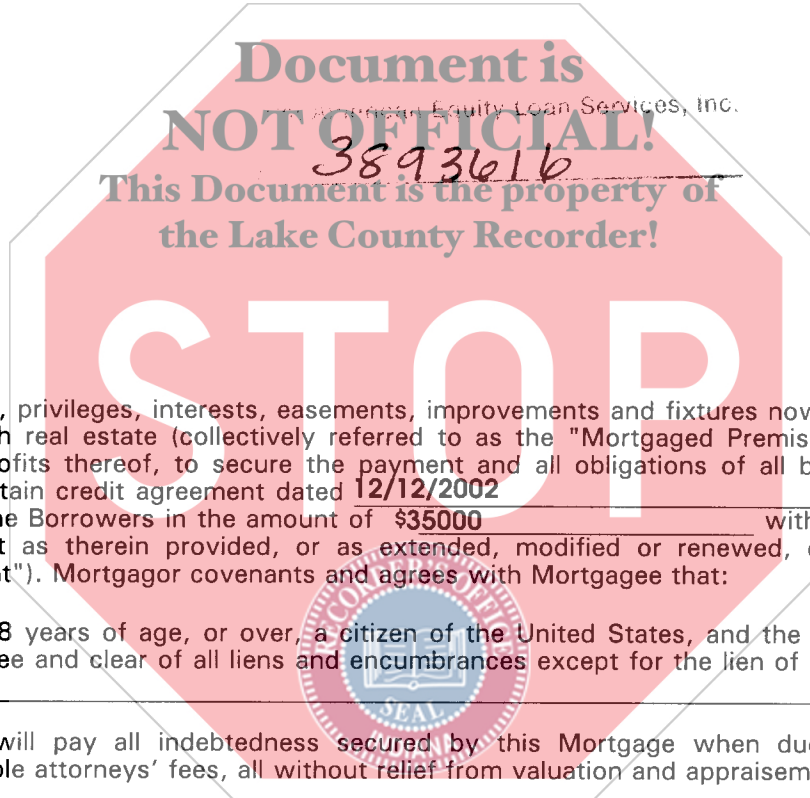 Document is
American Equity Loan Services, Inc.
NOT OFFICIAL!
3893616
This Document is the property of
the Lake County Recorder!
STOP
, privileges, interests, easements, improvements and fixtures now
h real estate (collectively referred to as the "Mortgaged Premis
ofits thereof, to secure the payment and all obligations of all b
tain credit agreement dated 12/12/2002
e Borrowers in the amount of $35000 with
t as therein provided, or as extended, modified or renewed,
t"). Mortgagor covenants and agrees with Mortgagee that:
8 years of age, or over, a citizen of the United States, and the
ee and clear of all liens and encumbrances except for the lien of
RECORDER'S OFFICE
SEAL
INDIANA
will pay all indebtedness secured by this Mortgage when du
le attorneys' fees, all without relief from valuation and appraisem